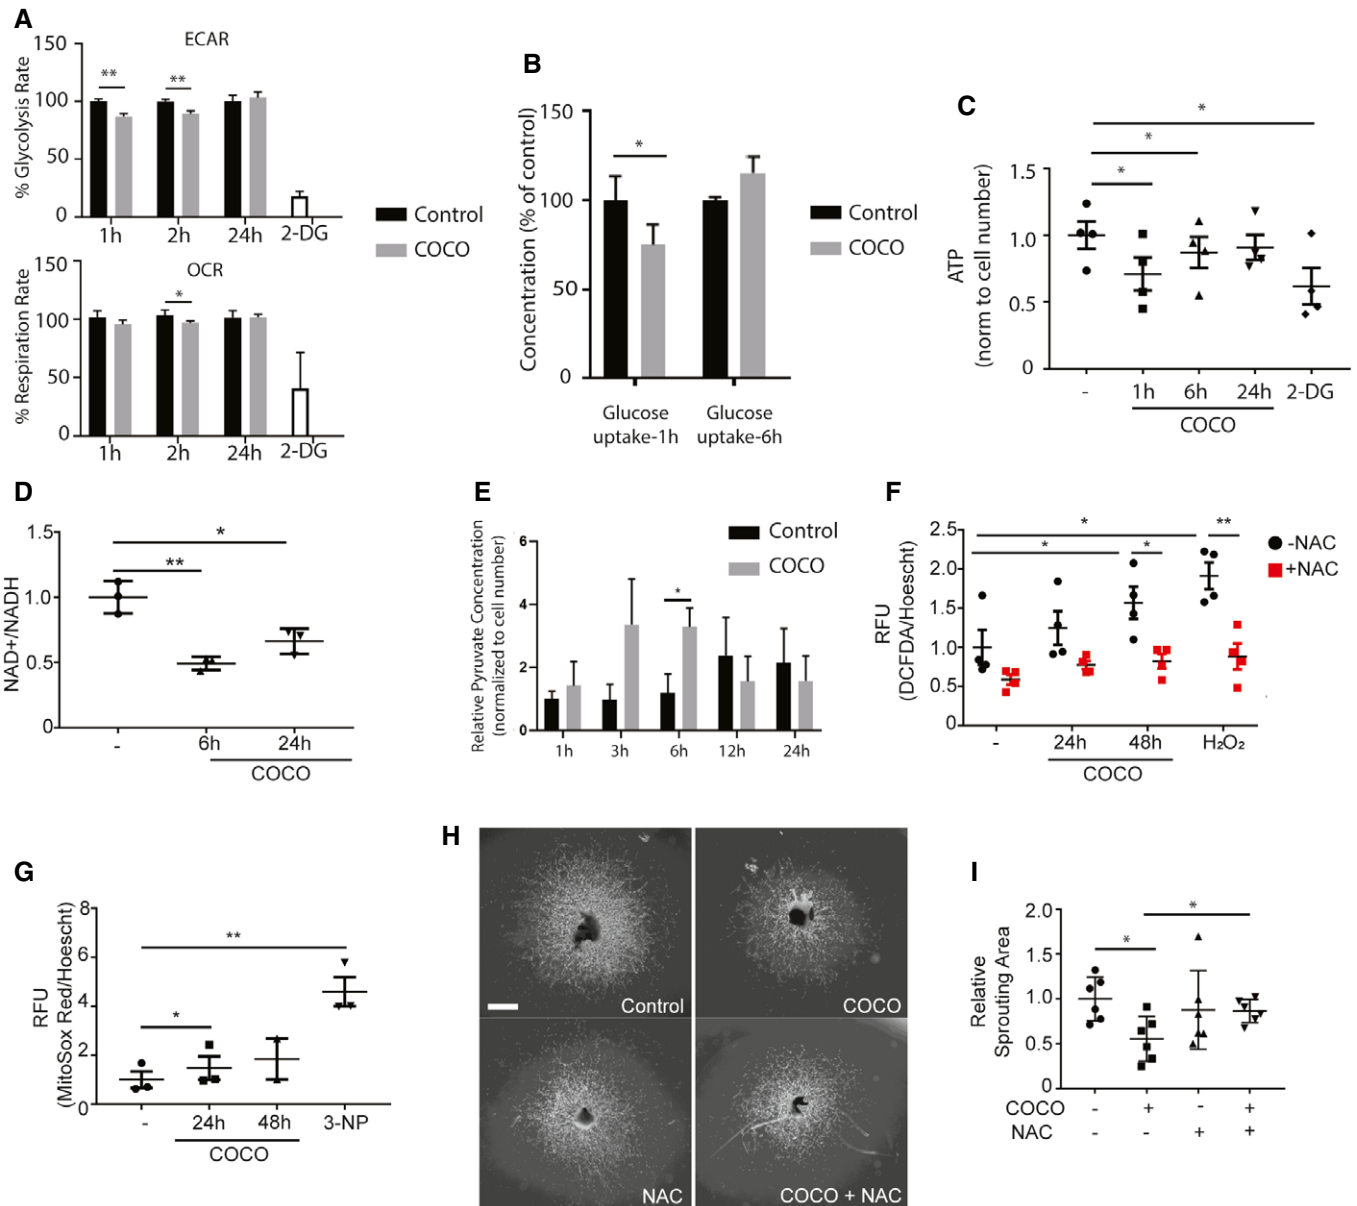 A
ECAR
% Glycolysis Rate
150
100
50
0
**
**
1h
2h
24h
2-DG
OCR
% Respiration Rate
150
100
50
0
*
1h
2h
24h
2-DG
Control
COCO
B
Concentration (% of control)
150
100
50
0
*
Glucose
uptake-1h
Glucose
uptake-6h
Control
COCO
C
ATP
(norm to cell number)
1.5
1.0
0.5
0
*
*
*
-
1h
6h
24h
2-DG
COCO
D
NAD+/NADH
1.5
1.0
0.5
0
*
**
-
6h
24h
COCO
E
Relative Pyruvate Concentration
(normalized to cell number)
6
4
2
0
*
1h
3h
6h
12h
24h
Control
COCO
F
RFU
(DCFDA/Hoescht)
2.5
2.0
1.5
1.0
0.5
0
*
*
*
**
-
24h
48h
H₂O₂
COCO
-NAC
+NAC
G
RFU
(MitoSox Red/Hoescht)
8
6
4
2
0
**
*
-
24h
48h
3-NP
COCO
H
Control
COCO
NAC
COCO + NAC
I
Relative
Sprouting Area
2.0
1.5
1.0
0.5
0
*
*
COCO - + - +
NAC - - + +